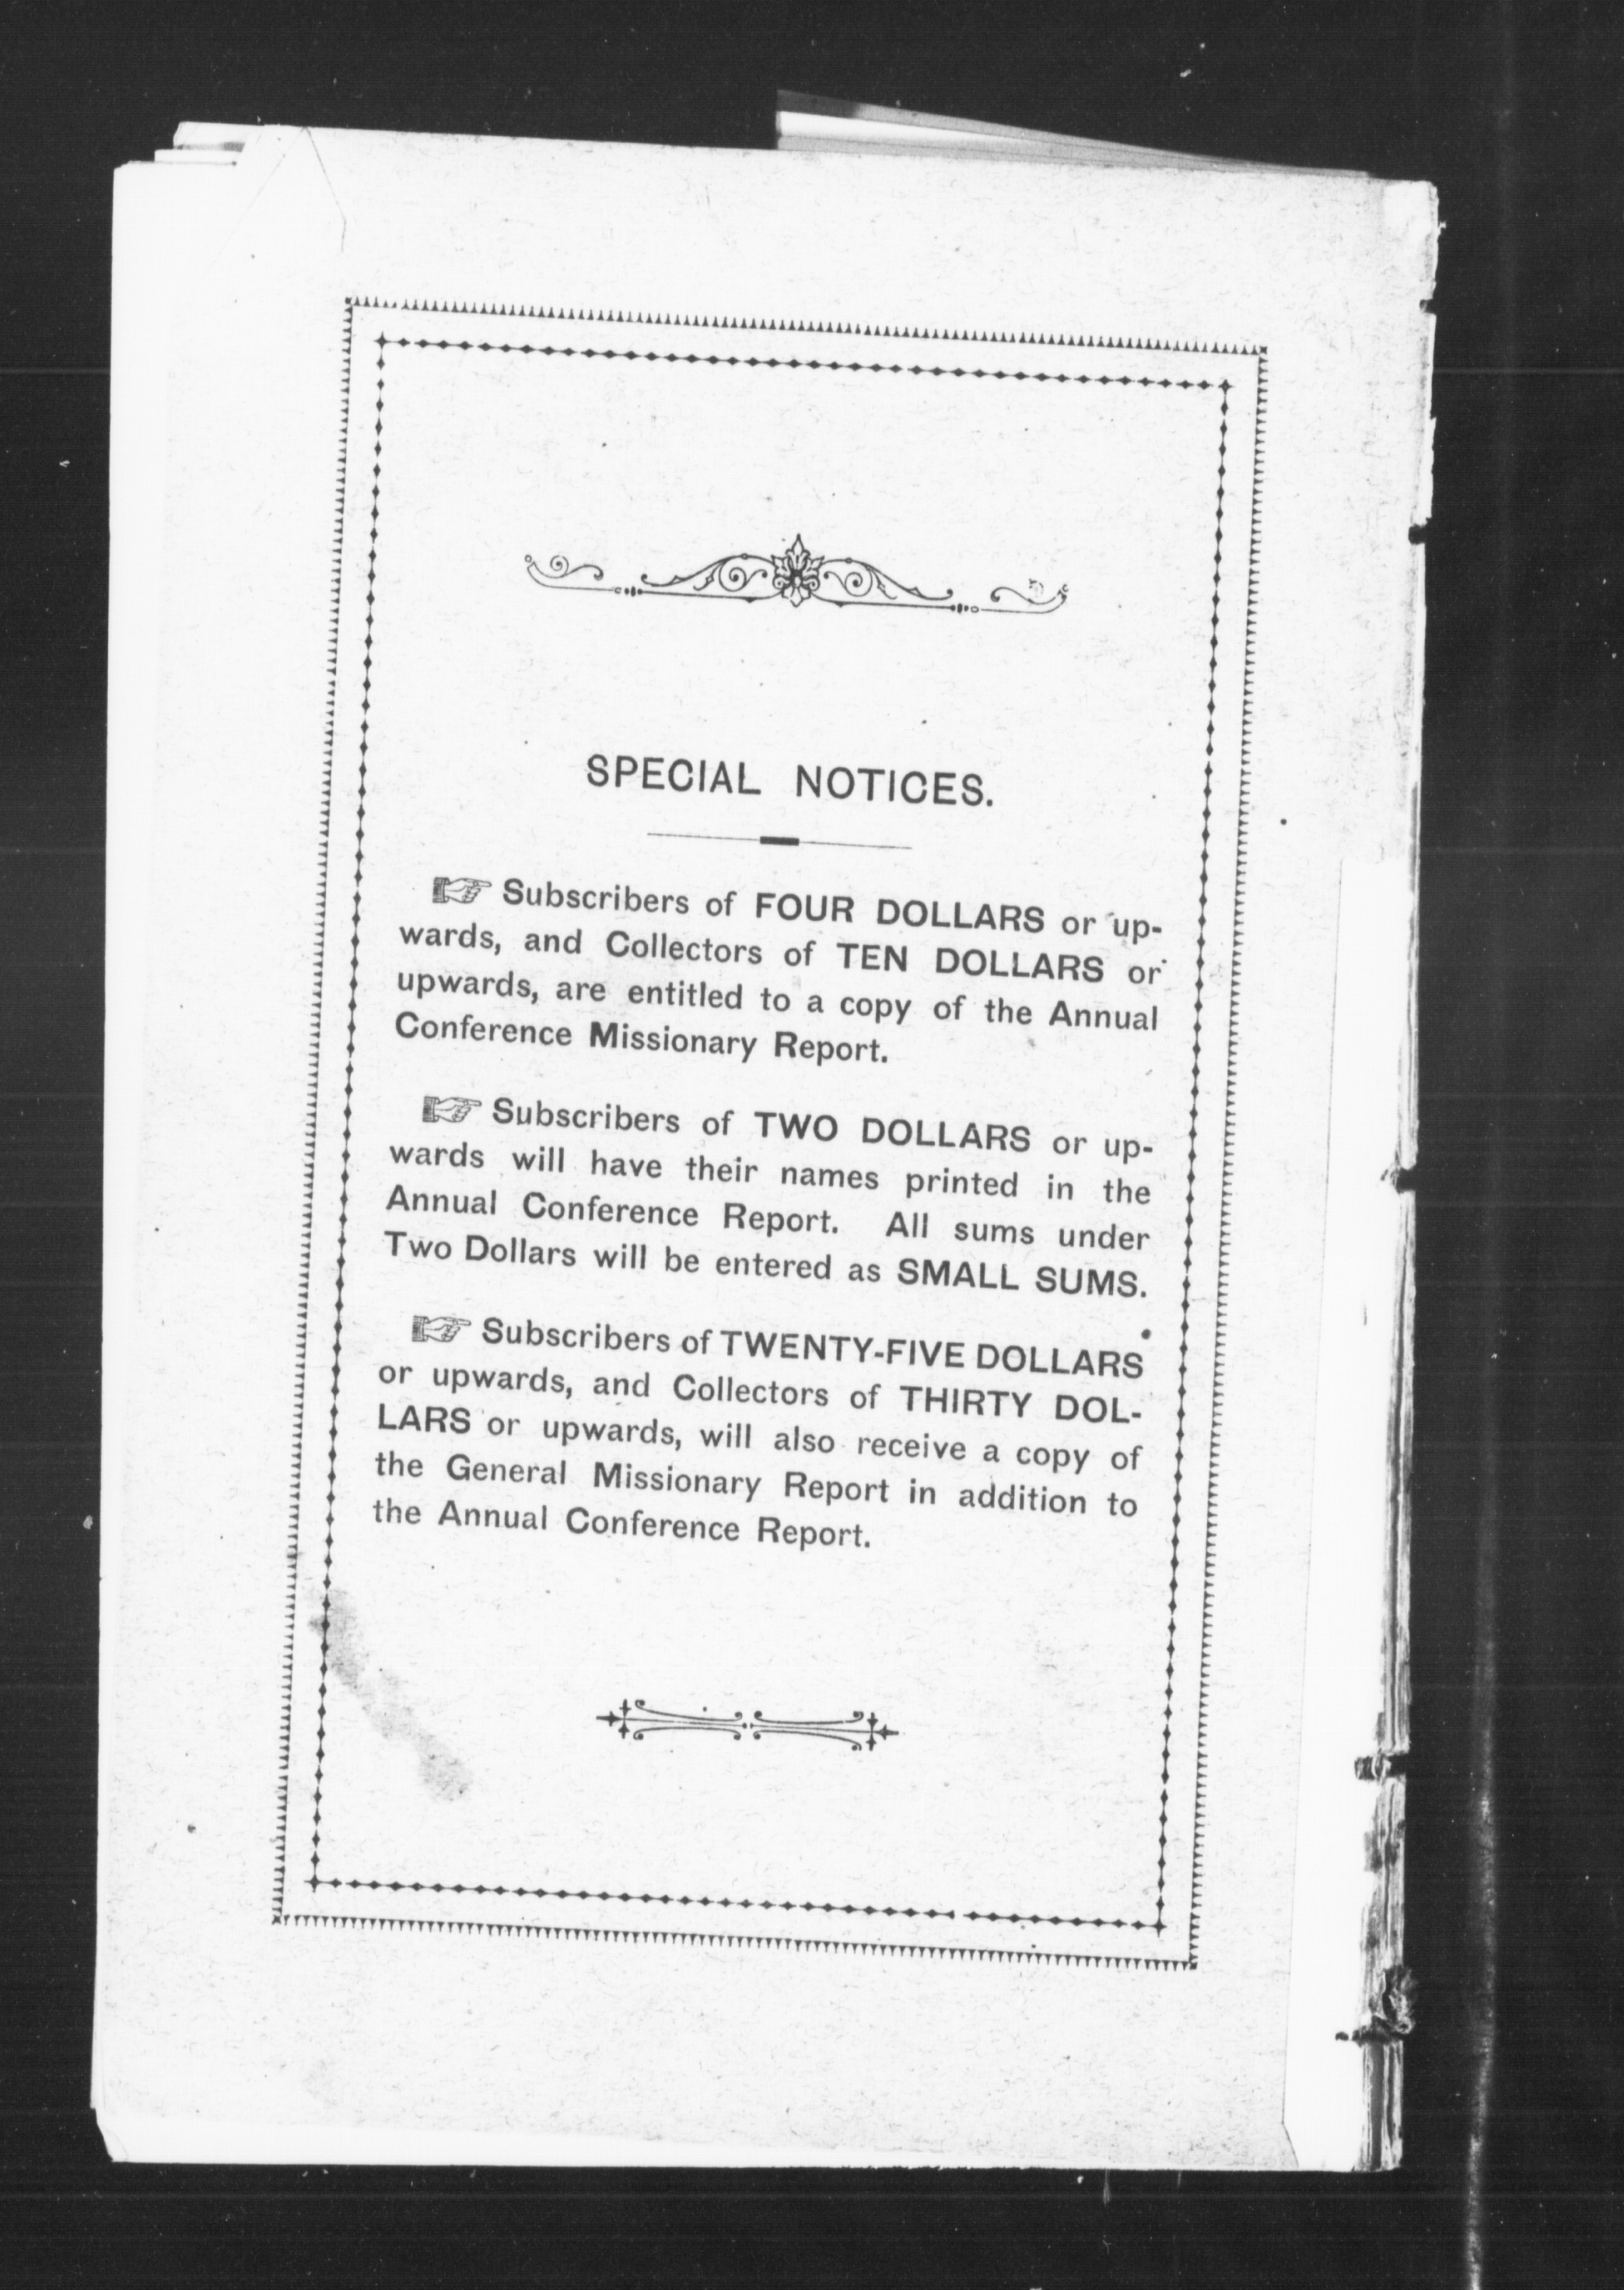 SPECIAL NOTICES.
☞ Subscribers of FOUR DOLLARS or up-
wards, and Collectors of TEN DOLLARS or
upwards, are entitled to a copy of the Annual
Conference Missionary Report.
☞ Subscribers of TWO DOLLARS or up-
wards will have their names printed in the
Annual Conference Report. All sums under
Two Dollars will be entered as SMALL SUMS.
☞ Subscribers of TWENTY-FIVE DOLLARS
or upwards, and Collectors of THIRTY DOL-
LARS or upwards, will also receive a copy of
the General Missionary Report in addition to
the Annual Conference Report.